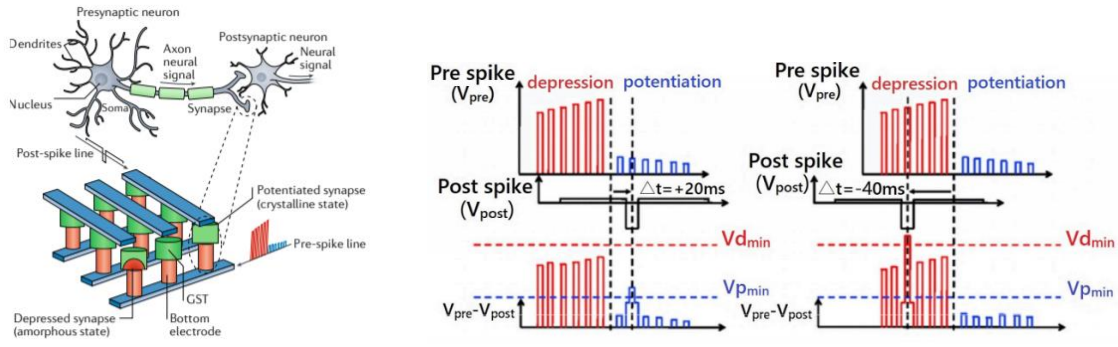 Presynaptic neuron
Dendrites
Axon
neural
signal
Postsynaptic neuron
Neural
signal
Nucleus
Soma
Synapse
Post-spike line
Potentiated synapse
(crystalline state)
Pre-spike line
GST
Depressed synapse
(amorphous state)
Bottom
electrode
Pre spike
(Vpre)
depression potentiation
Post spike
(Vpost)
△t=+20ms
Vdmin
Vpmin
Vpre-Vpost
Pre spike
(Vpre)
depression potentiation
Post spike
(Vpost)
△t=-40ms
Vdmin
Vpmin
Vpre-Vpost